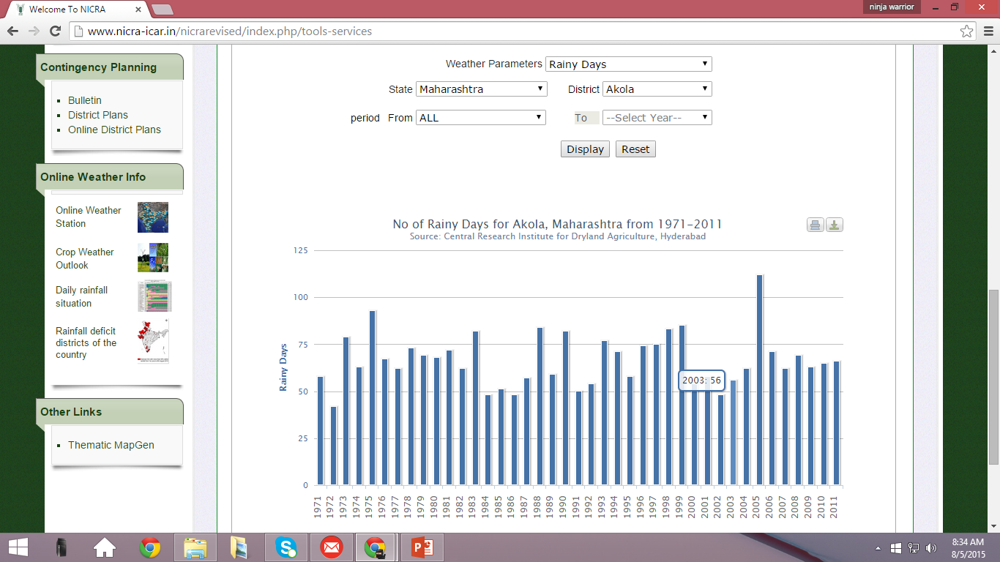 Welcome To NICRA
ninja warrior
www.nicra-icar.in/nicrarevised/index.php/tools-services
Contingency Planning
Bulletin
District Plans
Online District Plans
Online Weather Info
Online Weather
Station
Crop Weather
Outlook
Daily rainfall
situation
Rainfall deficit
districts of the
country
Other Links
Thematic MapGen
Weather Parameters Rainy Days
State Maharashtra District Akola
period From ALL To --Select Year--
Display Reset
No of Rainy Days for Akola, Maharashtra from 1971-2011
Source: Central Research Institute for Dryland Agriculture, Hyderabad
Rainy Days
125
100
75
50
25
0
2003: 56
1971 1972 1973 1974 1975 1976 1977 1978 1979 1980 1981 1982 1983 1984 1985 1986 1987 1988 1989 1990 1991 1992 1993 1994 1995 1996 1997 1998 1999 2000 2001 2002 2003 2004 2005 2006 2007 2008 2009 2010 2011
8:34 AM
8/5/2015